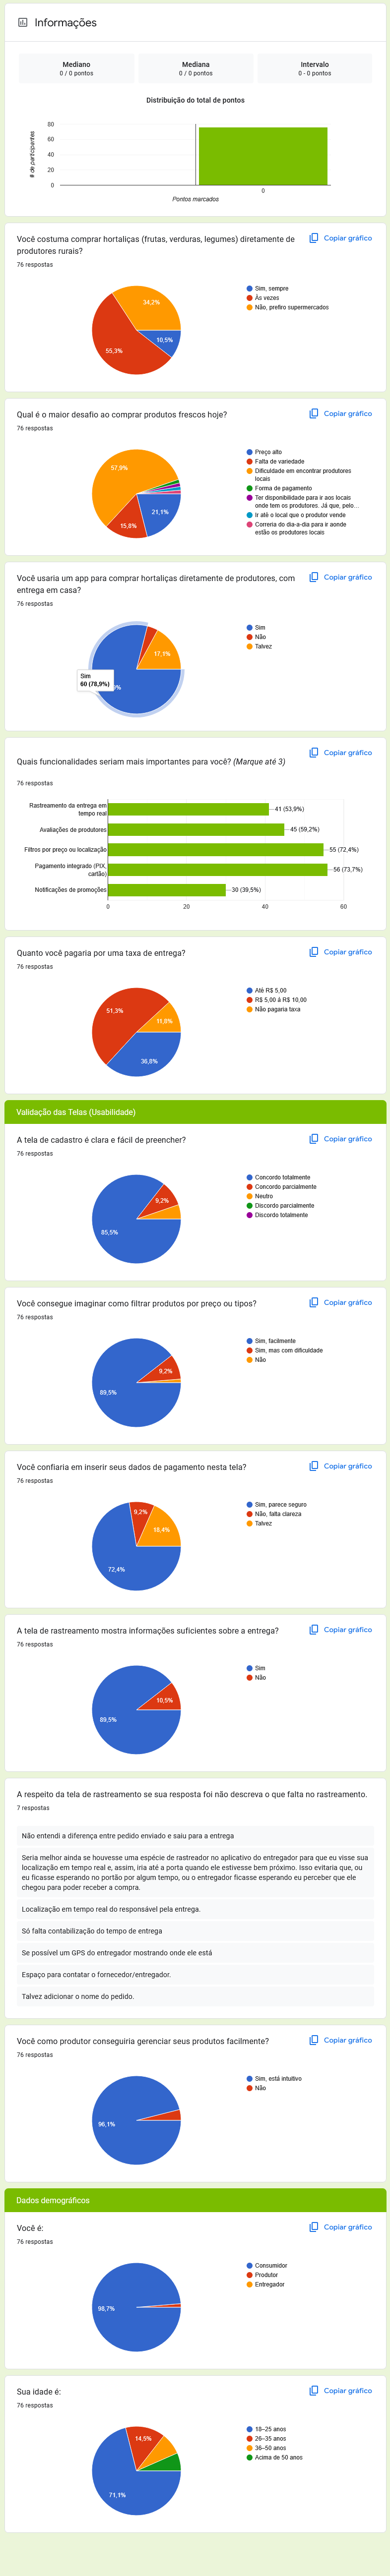 Informações
Mediano
0 / 0 pontos
Mediana
0 / 0 pontos
Intervalo
0 - 0 pontos
Distribuição do total de pontos
# de participantes
80
60
40
20
0
0
Pontos marcados
Você costuma comprar hortaliças (frutas, verduras, legumes) diretamente de
produtores rurais?
Copiar gráfico
76 respostas
Sim, sempre
Às vezes
Não, prefiro supermercados
34,2%
10,5%
55,3%
Qual é o maior desafio ao comprar produtos frescos hoje?
Copiar gráfico
76 respostas
Preço alto
Falta de variedade
Dificuldade em encontrar produtores
locais
Forma de pagamento
Ter disponibilidade para ir aos locais
onde tem os produtores. Já que, pelo…
Ir até o local que o produtor vende
Correria do dia-a-dia para ir aonde
estão os produtores locais
57,9%
21,1%
15,8%
Você usaria um app para comprar hortaliças diretamente de produtores, com
entrega em casa?
Copiar gráfico
76 respostas
Sim
Não
Talvez
17,1%
Sim
60 (78,9%)
Quais funcionalidades seriam mais importantes para você? (Marque até 3)
Copiar gráfico
76 respostas
Rastreamento da entrega em
tempo real
41 (53,9%)
Avaliações de produtores
45 (59,2%)
Filtros por preço ou localização
55 (72,4%)
Pagamento integrado (PIX,
cartão)
56 (73,7%)
Notificações de promoções
30 (39,5%)
0
20
40
60
Quanto você pagaria por uma taxa de entrega?
Copiar gráfico
76 respostas
Até R$ 5,00
R$ 5,00 á R$ 10,00
Não pagaria taxa
51,3%
11,8%
36,8%
Validação das Telas (Usabilidade)
A tela de cadastro é clara e fácil de preencher?
Copiar gráfico
76 respostas
Concordo totalmente
Concordo parcialmente
Neutro
Discordo parcialmente
Discordo totalmente
9,2%
85,5%
Você consegue imaginar como filtrar produtos por preço ou tipos?
Copiar gráfico
76 respostas
Sim, facilmente
Sim, mas com dificuldade
Não
9,2%
89,5%
Você confiaria em inserir seus dados de pagamento nesta tela?
Copiar gráfico
76 respostas
Sim, parece seguro
Não, falta clareza
Talvez
9,2%
18,4%
72,4%
A tela de rastreamento mostra informações suficientes sobre a entrega?
Copiar gráfico
76 respostas
Sim
Não
10,5%
89,5%
A respeito da tela de rastreamento se sua resposta foi não descreva o que falta no rastreamento.
7 respostas
Não entendi a diferença entre pedido enviado e saiu para a entrega
Seria melhor ainda se houvesse uma espécie de rastreador no aplicativo do entregador para que eu visse sua
localização em tempo real e, assim, iria até a porta quando ele estivesse bem próximo. Isso evitaria que, ou
eu ficasse esperando no portão por algum tempo, ou o entregador ficasse esperando eu perceber que ele
chegou para poder receber a compra.
Localização em tempo real do responsável pela entrega.
Só falta contabilização do tempo de entrega
Se possível um GPS do entregador mostrando onde ele está
Espaço para contatar o fornecedor/entregador.
Talvez adicionar o nome do pedido.
Você como produtor conseguiria gerenciar seus produtos facilmente?
Copiar gráfico
76 respostas
Sim, está intuitivo
Não
96,1%
Dados demográficos
Você é:
Copiar gráfico
76 respostas
Consumidor
Produtor
Entregador
98,7%
Sua idade é:
Copiar gráfico
76 respostas
18–25 anos
26–35 anos
36–50 anos
Acima de 50 anos
14,5%
71,1%